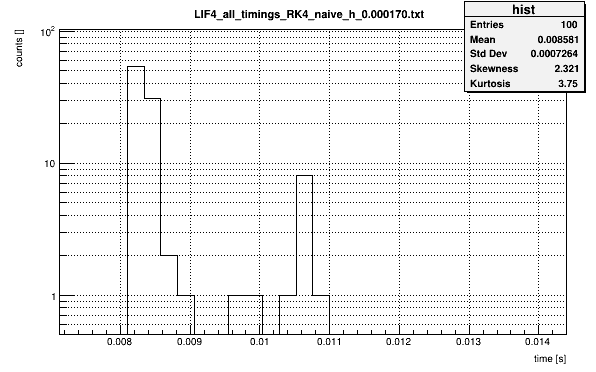 LIF4_all_timings_RK4_naive_h_0.000170.txt
hist
Entries 100
Mean 0.008581
Std Dev 0.0007264
Skewness 2.321
Kurtosis 3.75
counts []
10²
10
1
0.008 0.009 0.01 0.011 0.012 0.013 0.014
time [s]